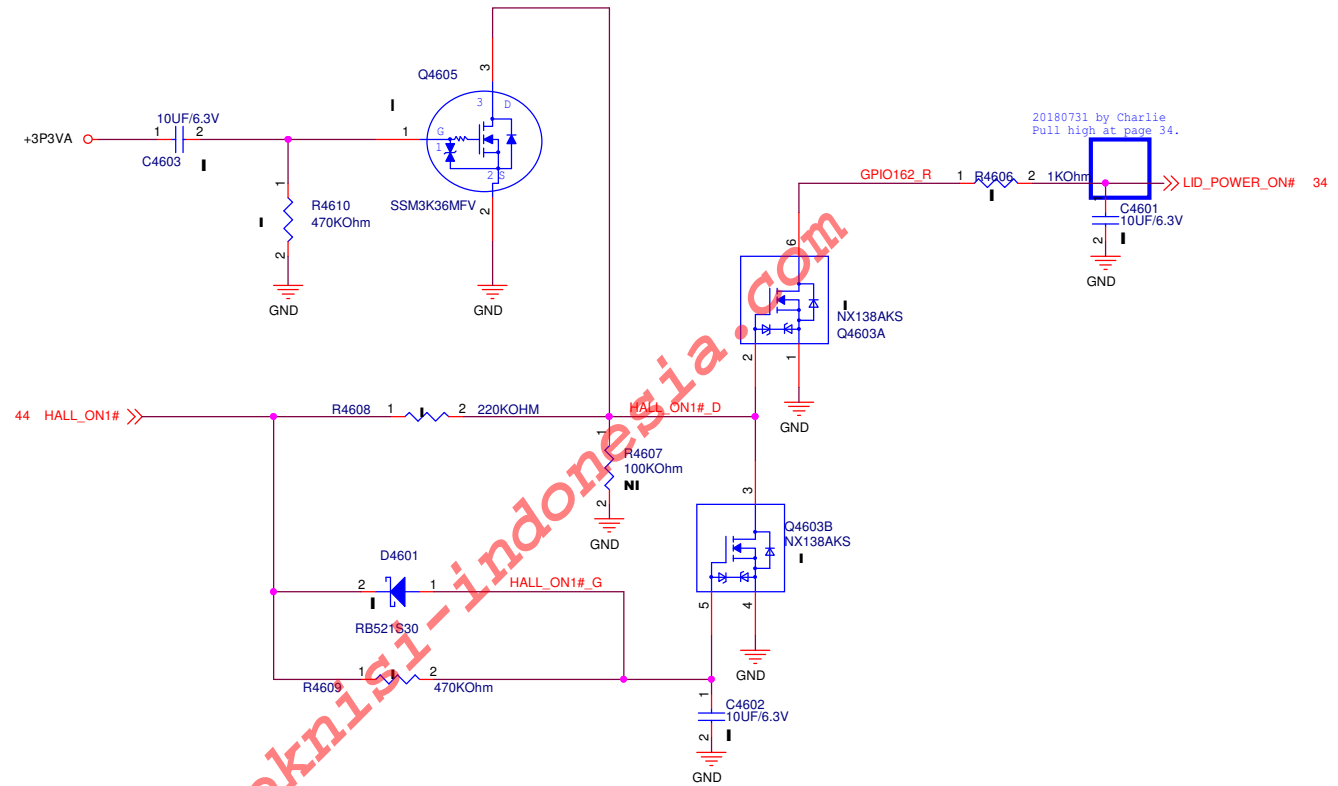 Q4605
3
3 D
10UF/6.3V
+3P3VA
1 2
C4603
I
I
1
G
1
2 S
SSM3K36MFV
2
1
R4610
470KOhm
I
2
GND
GND
20180731 by Charlie
Pull high at page 34.
GPIO162_R
1 R4606 2 1KOhm
I
LID_POWER_ON# 34
1
C4601
10UF/6.3V
2
I
GND
6
I
NX138AKS
Q4603A
2
1
GND
44 HALL_ON1#
R4608 1 I 2 220KOHM
HALL_ON1#_D
1
R4607
100KOhm
NI
2
GND
3
Q4603B
NX138AKS
I
5
4
GND
D4601
2 1
HALL_ON1#_G
I
RB521S30
1 I 2
R4609
470KOhm
1
C4602
10UF/6.3V
2
I
GND
eknisi-indonesia.com